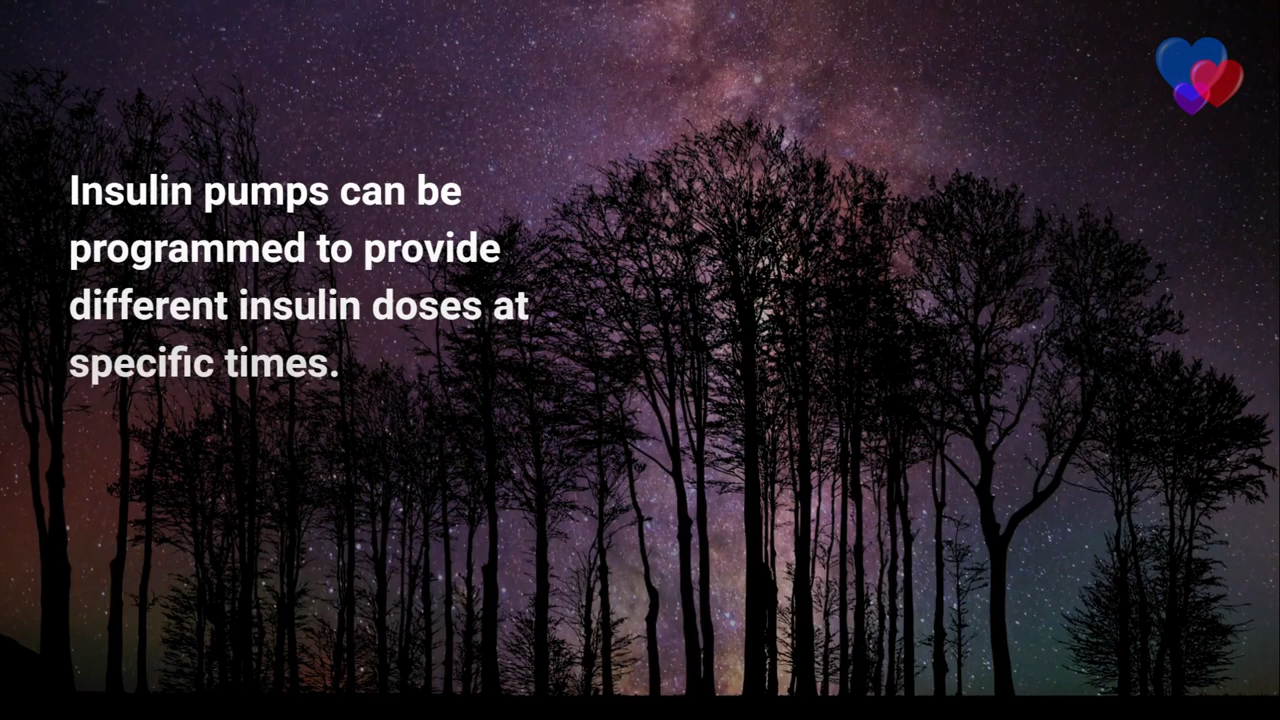 Insulin pumps can be
programmed to provide
different insulin doses at
specific times.